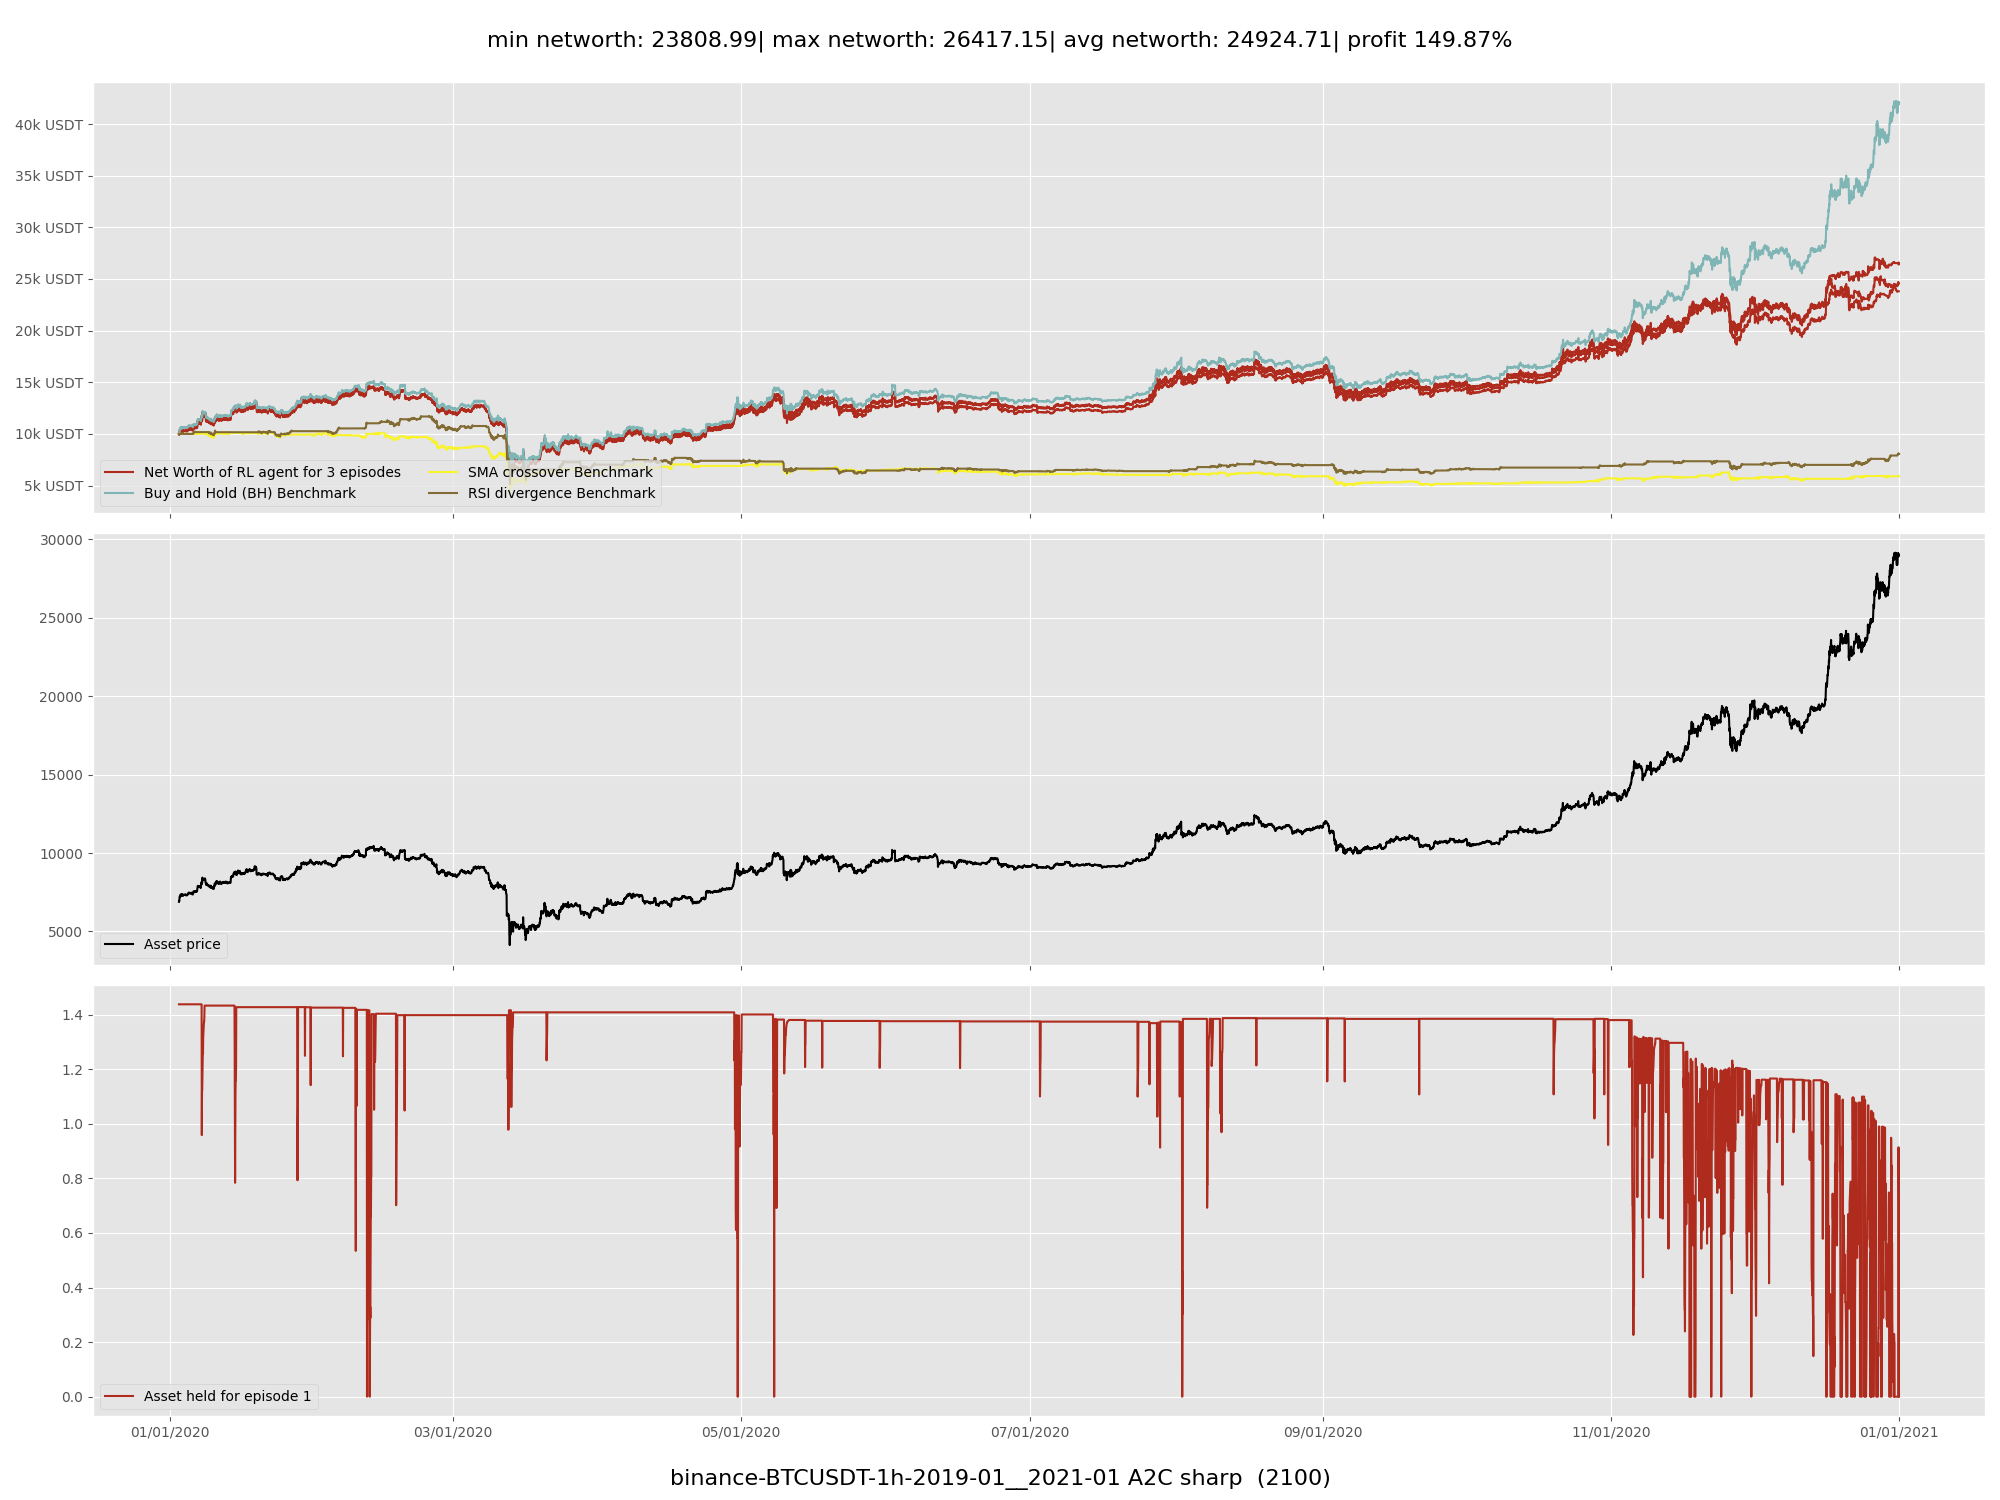 min networth: 23808.99| max networth: 26417.15| avg networth: 24924.71| profit 149.87%
40k USDT
35k USDT
30k USDT
25k USDT
20k USDT
15k USDT
10k USDT
5k USDT
Net Worth of RL agent for 3 episodes
Buy and Hold (BH) Benchmark
SMA crossover Benchmark
RSI divergence Benchmark
30000
25000
20000
15000
10000
5000
Asset price
1.4
1.2
1.0
0.8
0.6
0.4
0.2
0.0
Asset held for episode 1
01/01/2020 03/01/2020 05/01/2020 07/01/2020 09/01/2020 11/01/2020 01/01/2021
binance-BTCUSDT-1h-2019-01__2021-01 A2C sharp (2100)